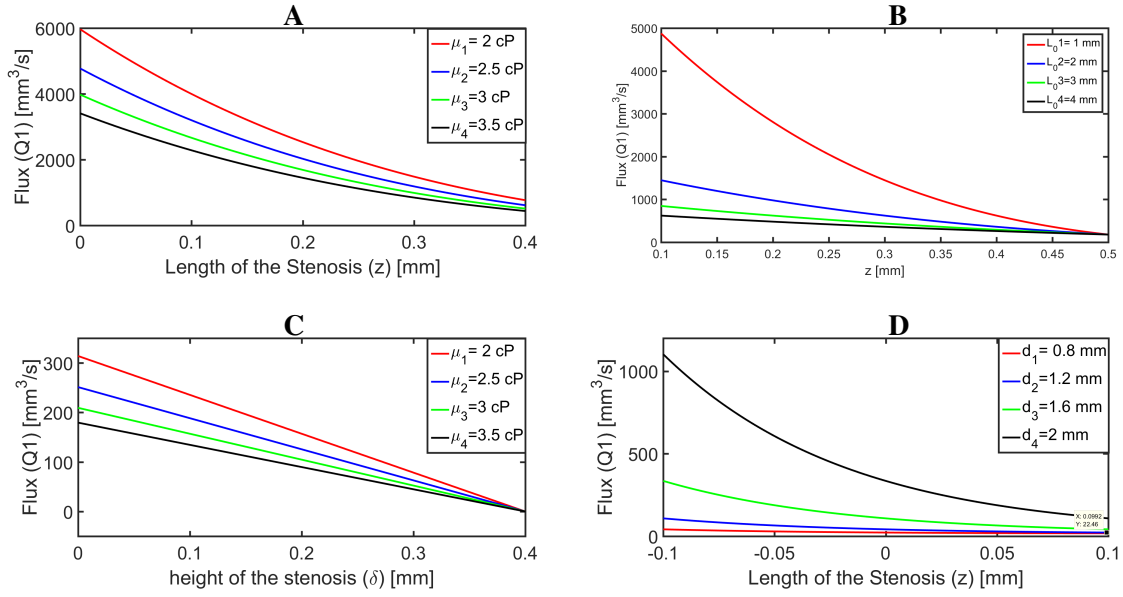 A
6000
4000
2000
0
0 0.1 0.2 0.3 0.4
Flux (Q1) [mm3/s]
Length of the Stenosis (z) [mm]
μ1= 2 cP
μ2= 2.5 cP
μ3= 3 cP
μ4= 3.5 cP
B
5000
4000
3000
2000
1000
0
0.1 0.15 0.2 0.25 0.3 0.35 0.4 0.45 0.5
Flux (Q1) [mm3/s]
z [mm]
L01= 1 mm
L02=2 mm
L03=3 mm
L04=4 mm
C
300
200
100
0
0 0.1 0.2 0.3 0.4
Flux (Q1) [mm3/s]
height of the stenosis (δ) [mm]
μ1= 2 cP
μ2= 2.5 cP
μ3= 3 cP
μ4= 3.5 cP
D
1000
500
0
-0.1 -0.05 0 0.05 0.1
Flux (Q1) [mm3/s]
Length of the Stenosis (z) [mm]
d1= 0.8 mm
d2=1.2 mm
d3=1.6 mm
d4=2 mm
X: 0.0992
Y: 22.46